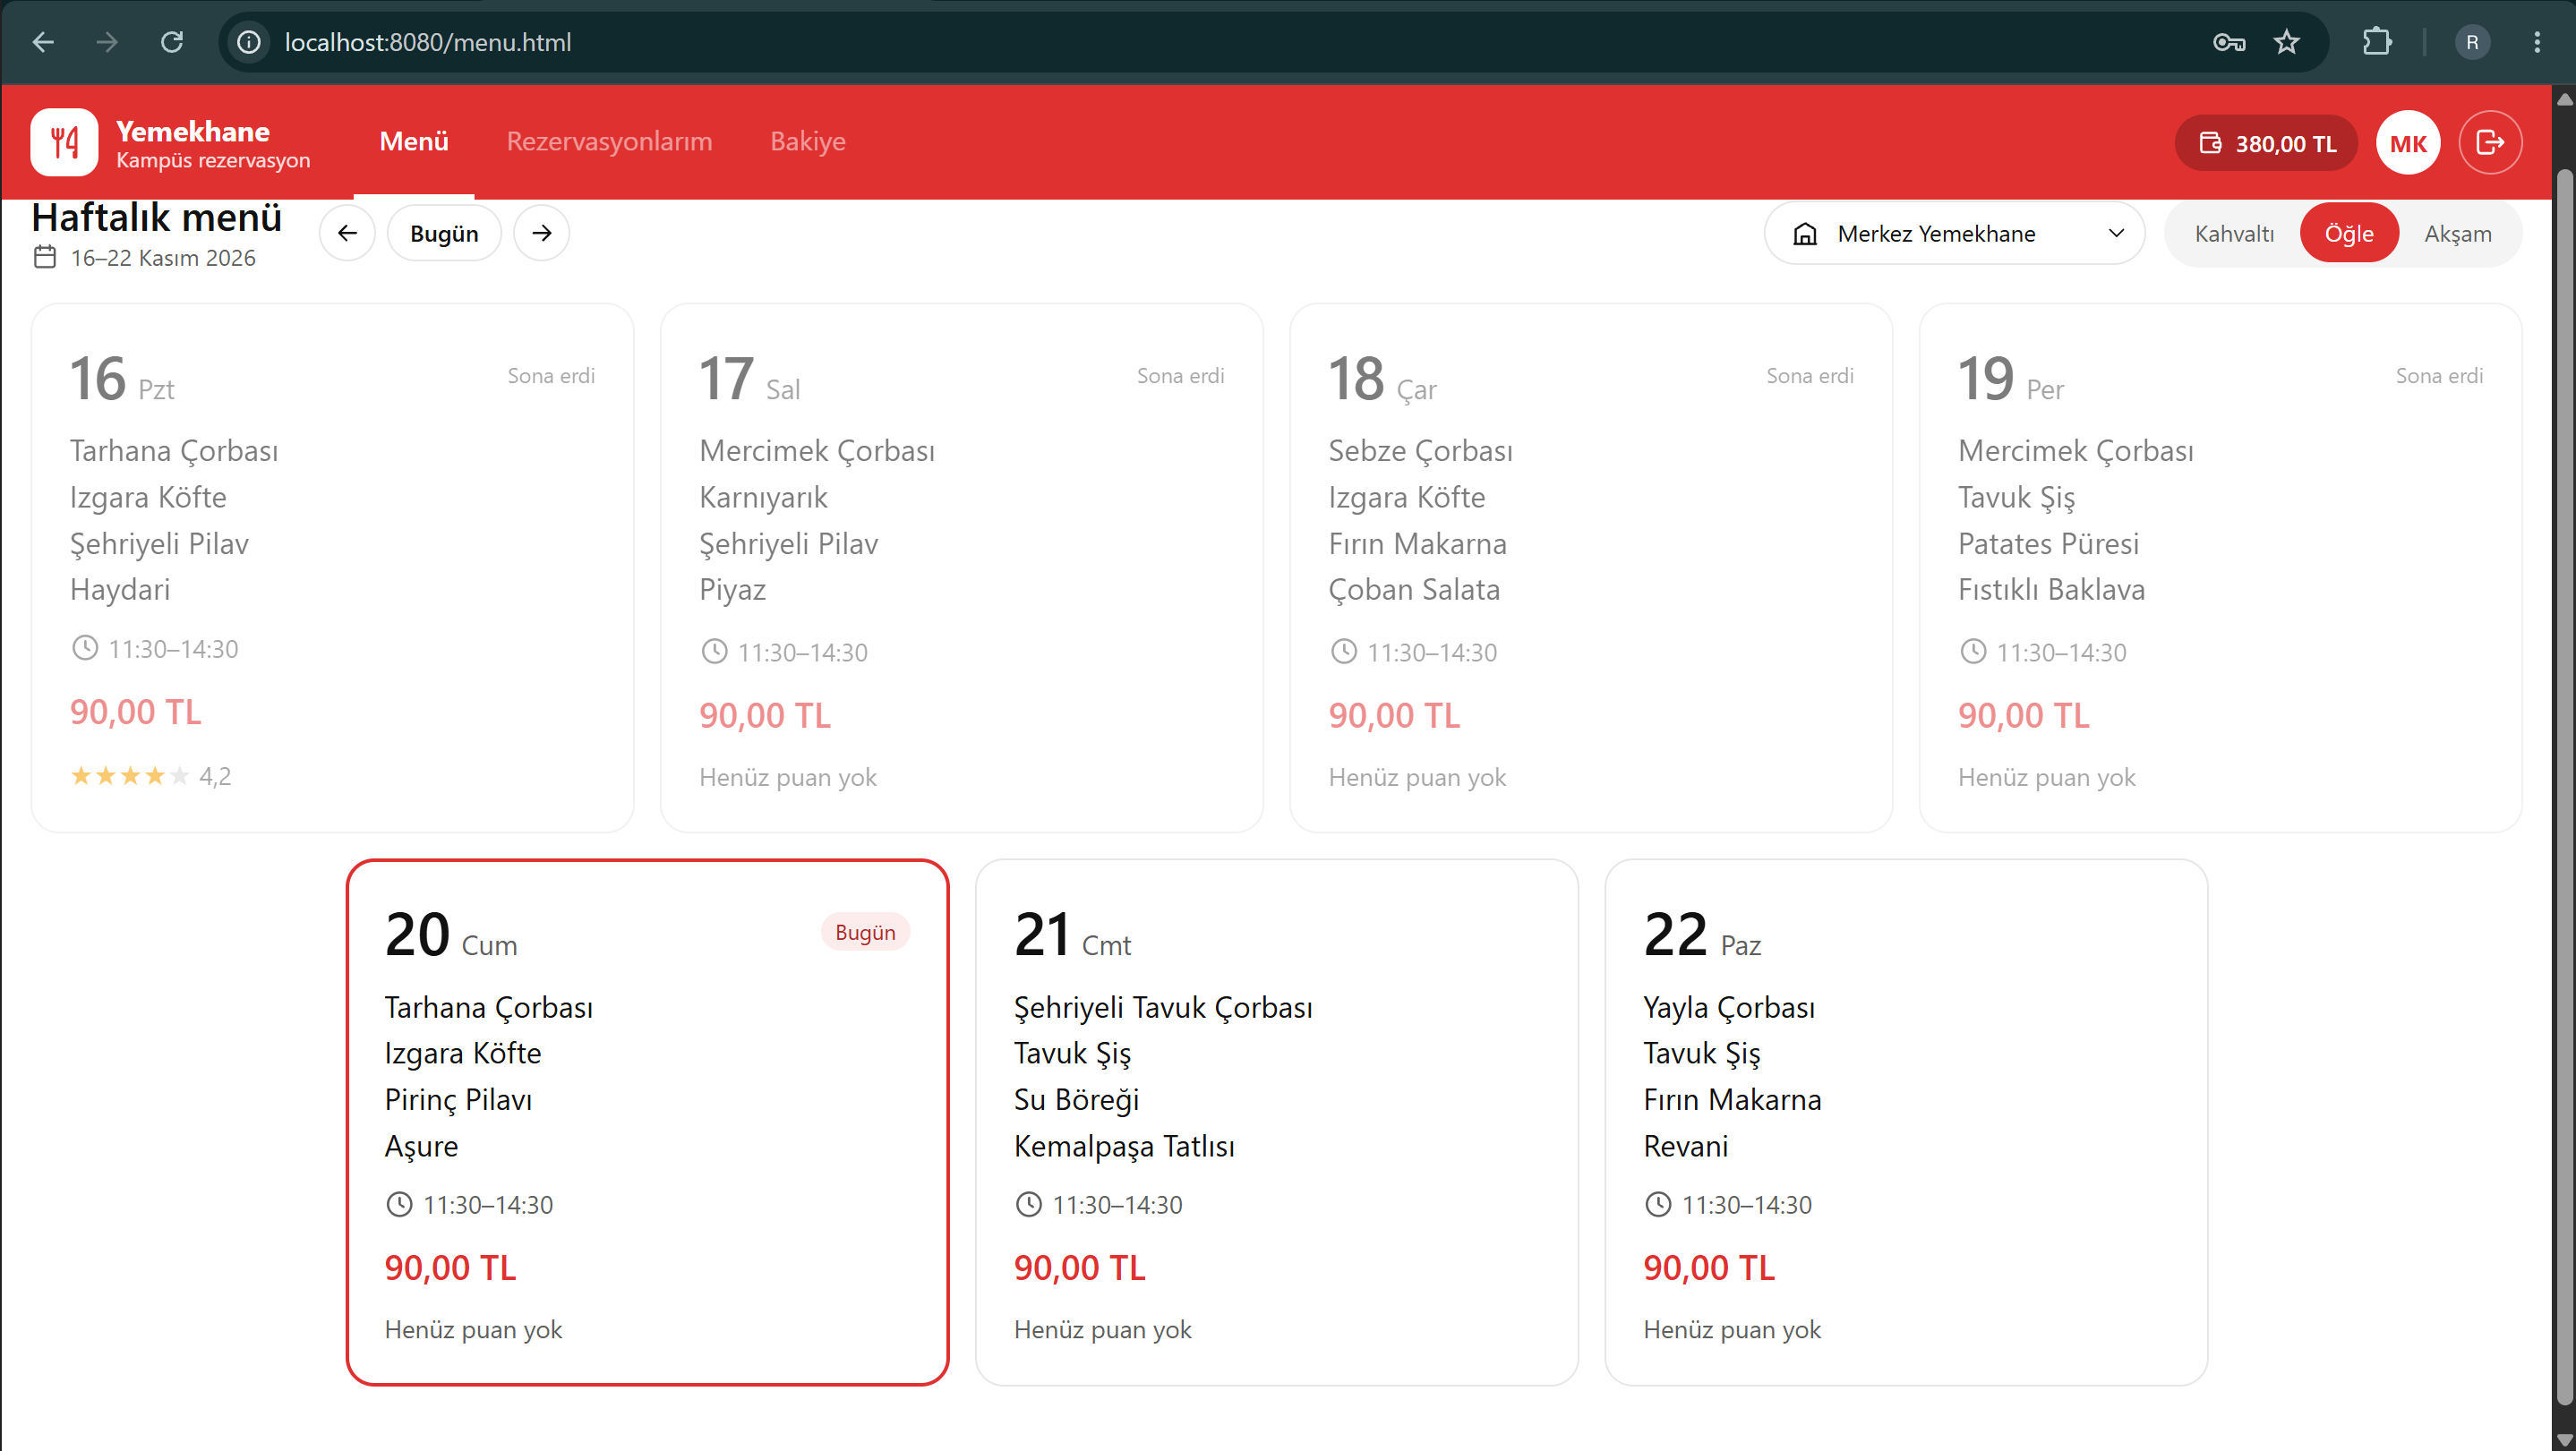 localhost:8080/menu.html
R
Yemekhane
Kampüs rezervasyon
Menü
Rezervasyonlarım
Bakiye
380,00 TL
MK
Haftalık menü
16–22 Kasım 2026
Bugün
Merkez Yemekhane
Kahvaltı
Öğle
Akşam
16 Pzt
Sona erdi
Tarhana Çorbası
Izgara Köfte
Şehriyeli Pilav
Haydari
11:30–14:30
90,00 TL
4,2
17 Sal
Sona erdi
Mercimek Çorbası
Karnıyarık
Şehriyeli Pilav
Piyaz
11:30–14:30
90,00 TL
Henüz puan yok
18 Çar
Sona erdi
Sebze Çorbası
Izgara Köfte
Fırın Makarna
Çoban Salata
11:30–14:30
90,00 TL
Henüz puan yok
19 Per
Sona erdi
Mercimek Çorbası
Tavuk Şiş
Patates Püresi
Fıstıklı Baklava
11:30–14:30
90,00 TL
Henüz puan yok
20 Cum
Bugün
Tarhana Çorbası
Izgara Köfte
Pirinç Pilavı
Aşure
11:30–14:30
90,00 TL
Henüz puan yok
21 Cmt
Şehriyeli Tavuk Çorbası
Tavuk Şiş
Su Böreği
Kemalpaşa Tatlısı
11:30–14:30
90,00 TL
Henüz puan yok
22 Paz
Yayla Çorbası
Tavuk Şiş
Fırın Makarna
Revani
11:30–14:30
90,00 TL
Henüz puan yok